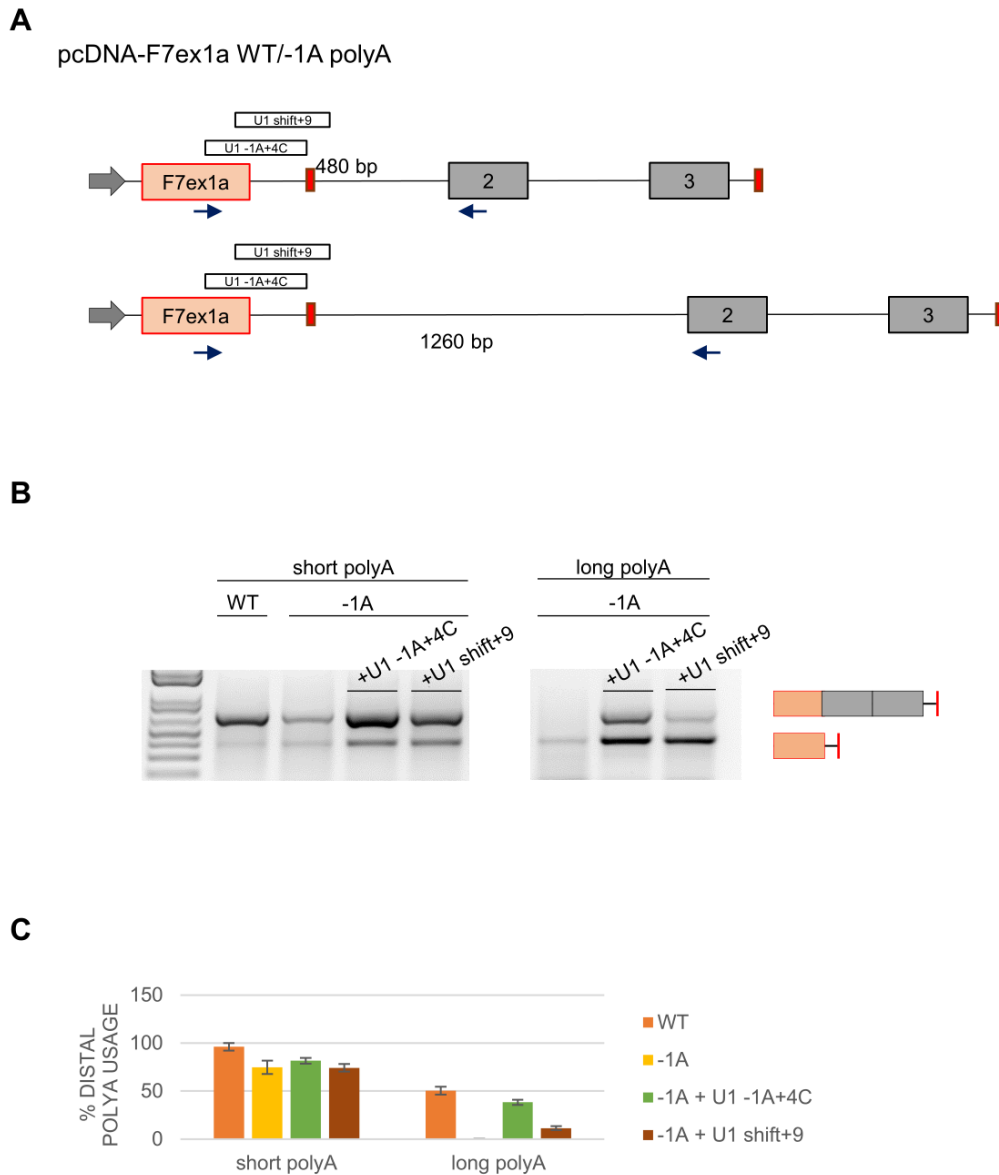 A
pcDNA-F7ex1a WT/-1A polyA
U1 shift+9
U1 -1A+4C
480 bp
F7ex1a
2
3
U1 shift+9
U1 -1A+4C
F7ex1a
2
3
1260 bp
B
short polyA
long polyA
WT
-1A
-1A
+U1 -1A+4C
+U1 shift+9
+U1 -1A+4C
+U1 shift+9
C
% DISTAL
POLYA USAGE
150
100
50
0
short polyA
long polyA
WT
-1A
-1A + U1 -1A+4C
-1A + U1 shift+9